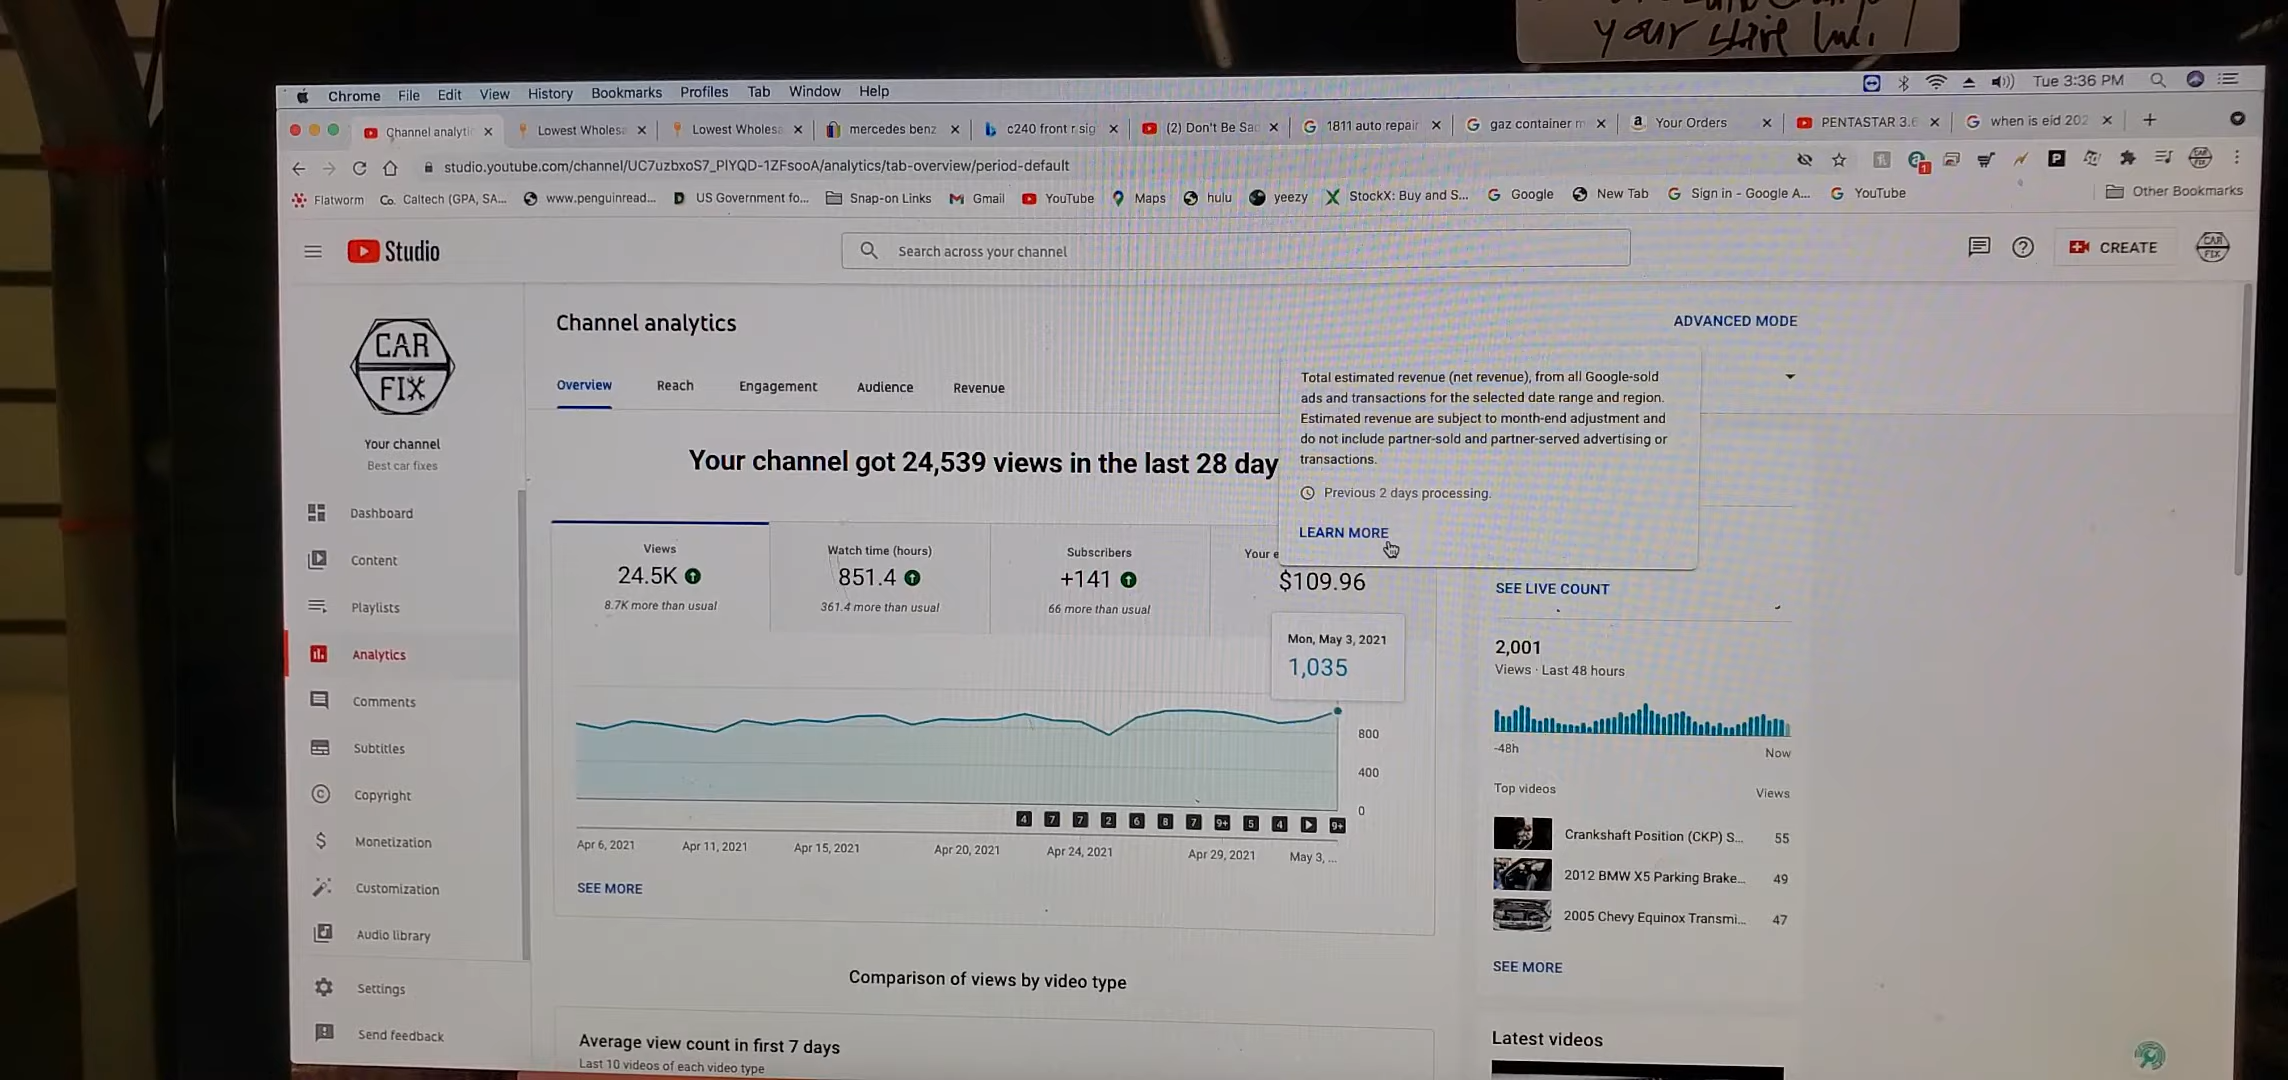 your
Chrome File Edit View History Bookmarks Profiles Tab Window Help Tue 3:36 PM
Channel analytic Lowest Wholes Lowest Wholes mercedes benz c240 front r sig (2) Don't Be Sac 1811 auto repair gaz container m Your Orders PENTASTAR 3.6 when is eid 202
studio.youtube.com/channel/UC7uzbxoS7_PlYQD-1ZFsooA/analytics/tab-overview/period-default
Flatworm Caltech (GPA, SA... www.penguinread... US Government fo... Snap-on Links Gmail YouTube Maps hulu yeezy StockX: Buy and S... Google New Tab Sign in - Google A... YouTube Other Bookmarks
Studio Search across your channel CREATE CAR FIX
CAR
FIX
Your channel
Best car fixes
Dashboard
Content
Playlists
Analytics
Comments
Subtitles
Copyright
Monetization
Customization
Audio library
Settings
Send feedback
Channel analytics
ADVANCED MODE
Overview Reach Engagement Audience Revenue
Your channel got 24,539 views in the last 28 day
Total estimated revenue (net revenue), from all Google-sold
ads and transactions for the selected date range and region.
Estimated revenue are subject to month-end adjustment and
do not include partner-sold and partner-served advertising or
transactions.
Previous 2 days processing.
LEARN MORE
Views Watch time (hours) Subscribers Your e
24.5K 851.4 +141 $109.96
8.7K more than usual 361.4 more than usual 66 more than usual
Mon, May 3, 2021
1,035
800
400
0
4 7 7 2 6 8 7 9+ 5 4 9+
Apr 6, 2021 Apr 11, 2021 Apr 15, 2021 Apr 20, 2021 Apr 24, 2021 Apr 29, 2021 May 3, ...
SEE MORE
Comparison of views by video type
Average view count in first 7 days
Last 10 videos of each video type
SEE LIVE COUNT
2,001
Views · Last 48 hours
-48h Now
Top videos Views
Crankshaft Position (CKP) S... 55
2012 BMW X5 Parking Brake... 49
2005 Chevy Equinox Transmi... 47
SEE MORE
Latest videos